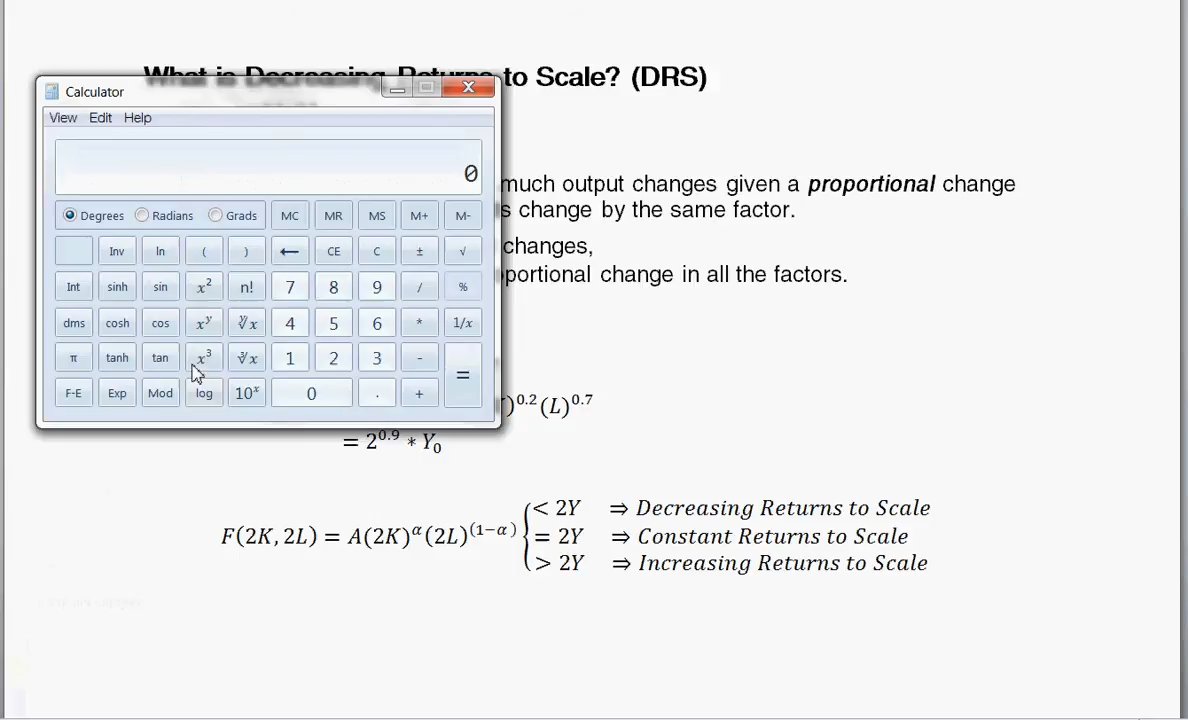 What is Decreasing Returns to Scale? (DRS)
Calculator
View Edit Help
0
much output changes given a proportional change
s change by the same factor.
Degrees Radians Grads MC MR MS M+ M-
Inv ln ( ) ← CE C ± √
changes,
portional change in all the factors.
Int sinh sin x² n! 7 8 9 / %
dms cosh cos xʸ ʸ√x 4 5 6 * 1/x
π tanh tan x³ ³√x 1 2 3 - =
F-E Exp Mod log 10ˣ 0 . +
)^0.2 (L)^0.7
= 2^0.9 * Y₀
F(2K, 2L) = A(2K)^α (2L)^(1−α)
< 2Y ⇒ Decreasing Returns to Scale
= 2Y ⇒ Constant Returns to Scale
> 2Y ⇒ Increasing Returns to Scale